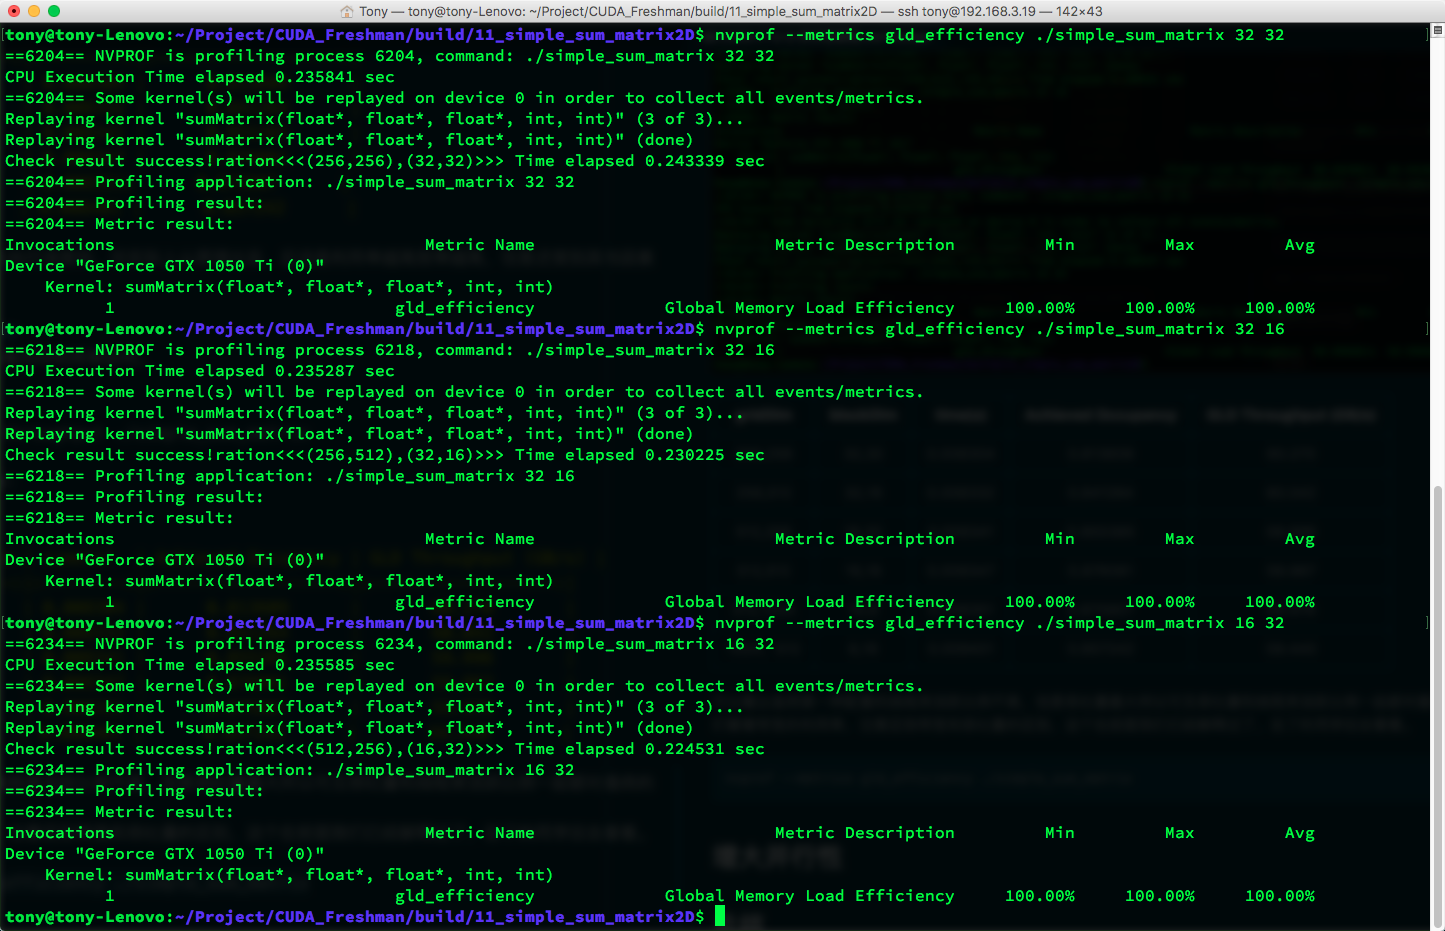 Tony — tony@tony-Lenovo: ~/Project/CUDA_Freshman/build/11_simple_sum_matrix2D — ssh tony@192.168.3.19 — 142×43
[tony@tony-Lenovo:~/Project/CUDA_Freshman/build/11_simple_sum_matrix2D$ nvprof --metrics gld_efficiency ./simple_sum_matrix 32 32 ]
==6204== NVPROF is profiling process 6204, command: ./simple_sum_matrix 32 32
CPU Execution Time elapsed 0.235841 sec
==6204== Some kernel(s) will be replayed on device 0 in order to collect all events/metrics.
Replaying kernel "sumMatrix(float*, float*, float*, int, int)" (3 of 3)...
Replaying kernel "sumMatrix(float*, float*, float*, int, int)" (done)
Check result success!ration<<<(256,256),(32,32)>>> Time elapsed 0.243339 sec
==6204== Profiling application: ./simple_sum_matrix 32 32
==6204== Profiling result:
==6204== Metric result:
Invocations Metric Name Metric Description Min Max Avg
Device "GeForce GTX 1050 Ti (0)"
Kernel: sumMatrix(float*, float*, float*, int, int)
1 gld_efficiency Global Memory Load Efficiency 100.00% 100.00% 100.00%
[tony@tony-Lenovo:~/Project/CUDA_Freshman/build/11_simple_sum_matrix2D$ nvprof --metrics gld_efficiency ./simple_sum_matrix 32 16 ]
==6218== NVPROF is profiling process 6218, command: ./simple_sum_matrix 32 16
CPU Execution Time elapsed 0.235287 sec
==6218== Some kernel(s) will be replayed on device 0 in order to collect all events/metrics.
Replaying kernel "sumMatrix(float*, float*, float*, int, int)" (3 of 3)...
Replaying kernel "sumMatrix(float*, float*, float*, int, int)" (done)
Check result success!ration<<<(256,512),(32,16)>>> Time elapsed 0.230225 sec
==6218== Profiling application: ./simple_sum_matrix 32 16
==6218== Profiling result:
==6218== Metric result:
Invocations Metric Name Metric Description Min Max Avg
Device "GeForce GTX 1050 Ti (0)"
Kernel: sumMatrix(float*, float*, float*, int, int)
1 gld_efficiency Global Memory Load Efficiency 100.00% 100.00% 100.00%
[tony@tony-Lenovo:~/Project/CUDA_Freshman/build/11_simple_sum_matrix2D$ nvprof --metrics gld_efficiency ./simple_sum_matrix 16 32 ]
==6234== NVPROF is profiling process 6234, command: ./simple_sum_matrix 16 32
CPU Execution Time elapsed 0.235585 sec
==6234== Some kernel(s) will be replayed on device 0 in order to collect all events/metrics.
Replaying kernel "sumMatrix(float*, float*, float*, int, int)" (3 of 3)...
Replaying kernel "sumMatrix(float*, float*, float*, int, int)" (done)
Check result success!ration<<<(512,256),(16,32)>>> Time elapsed 0.224531 sec
==6234== Profiling application: ./simple_sum_matrix 16 32
==6234== Profiling result:
==6234== Metric result:
Invocations Metric Name Metric Description Min Max Avg
Device "GeForce GTX 1050 Ti (0)"
Kernel: sumMatrix(float*, float*, float*, int, int)
1 gld_efficiency Global Memory Load Efficiency 100.00% 100.00% 100.00%
tony@tony-Lenovo:~/Project/CUDA_Freshman/build/11_simple_sum_matrix2D$